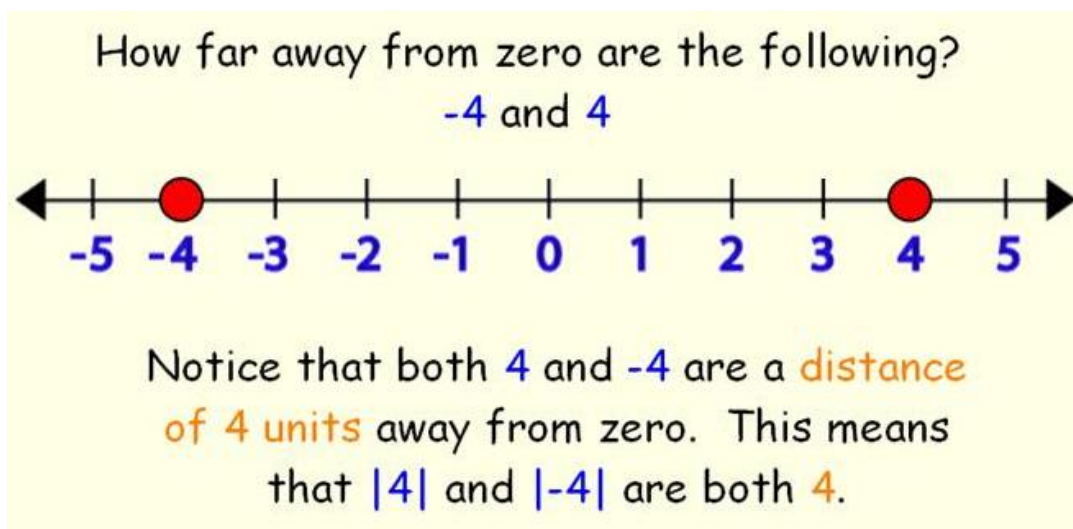 How far away from zero are the following?
-4 and 4
-5 -4 -3 -2 -1 0 1 2 3 4 5
Notice that both 4 and -4 are a distance
of 4 units away from zero. This means
that |4| and |-4| are both 4.